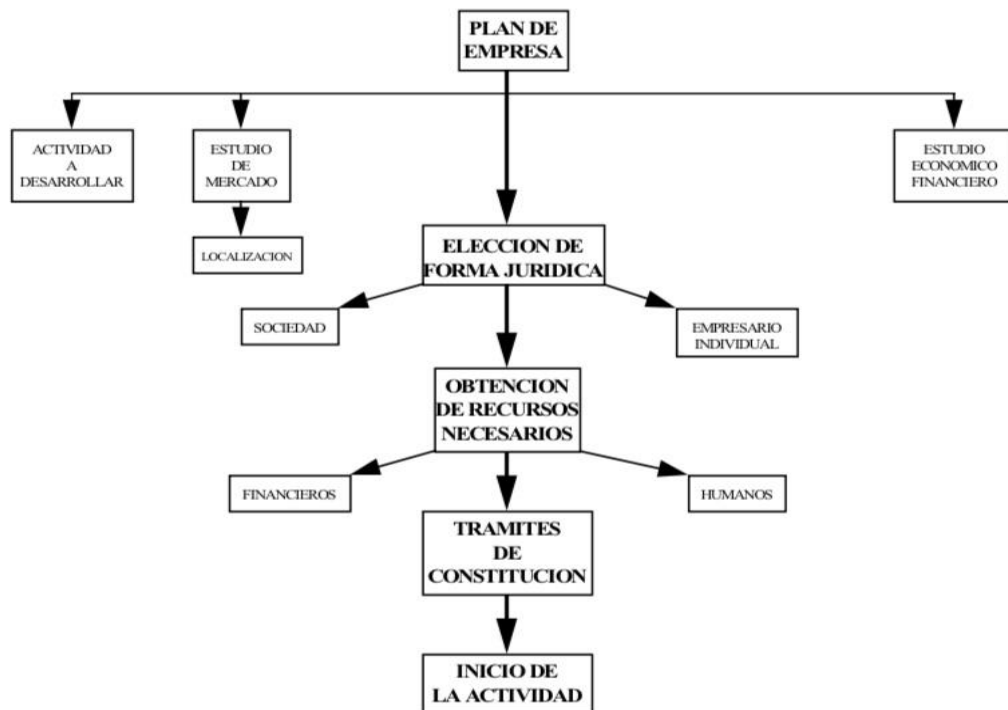 PLAN DE
EMPRESA
ACTIVIDAD
A
DESARROLLAR
ESTUDIO
DE
MERCADO
ESTUDIO
ECONOMICO
FINANCIERO
LOCALIZACION
ELECCION DE
FORMA JURIDICA
SOCIEDAD
EMPRESARIO
INDIVIDUAL
OBTENCION
DE RECURSOS
NECESARIOS
FINANCIEROS
HUMANOS
TRAMITES
DE
CONSTITUCION
INICIO DE
LA ACTIVIDAD